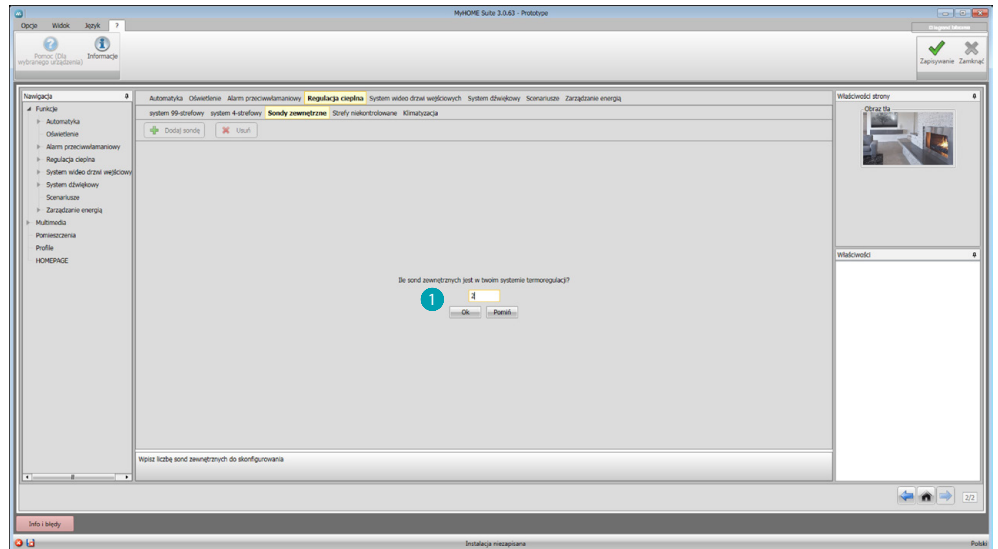 MyHOME Suite 3.0.63 - Prototype
Opcje Widok Język ?
Pomoc (Dla wybranego urządzenia)
Informacje
Zapisywanie Zamknąć
Nawigacja
Funkcje
Automatyka
Oświetlenie
Alarm przeciwwłamaniowy
Regulacja cieplna
System wideo drzwi wejściowy
System dźwiękowy
Scenariusze
Zarządzanie energią
Multimedia
Pomieszczenia
Profile
HOMEPAGE
Automatyka Oświetlenie Alarm przeciwwłamaniowy Regulacja cieplna System wideo drzwi wejściowych System dźwiękowy Scenariusze Zarządzanie energią
system 99-strefowy system 4-strefowy Sondy zewnętrzne Strefy niekontrolowane Klimatyzacja
Dodaj sondę Usuń
Ile sond zewnętrznych jest w twoim systemie termoregulacji?
1
2
Ok Pomiń
Wpisz liczbę sond zewnętrznych do skonfigurowania
Właściwości strony
Obraz tła
Właściwości
2/2
Info i błędy
Instalacja niezapisana
Polski